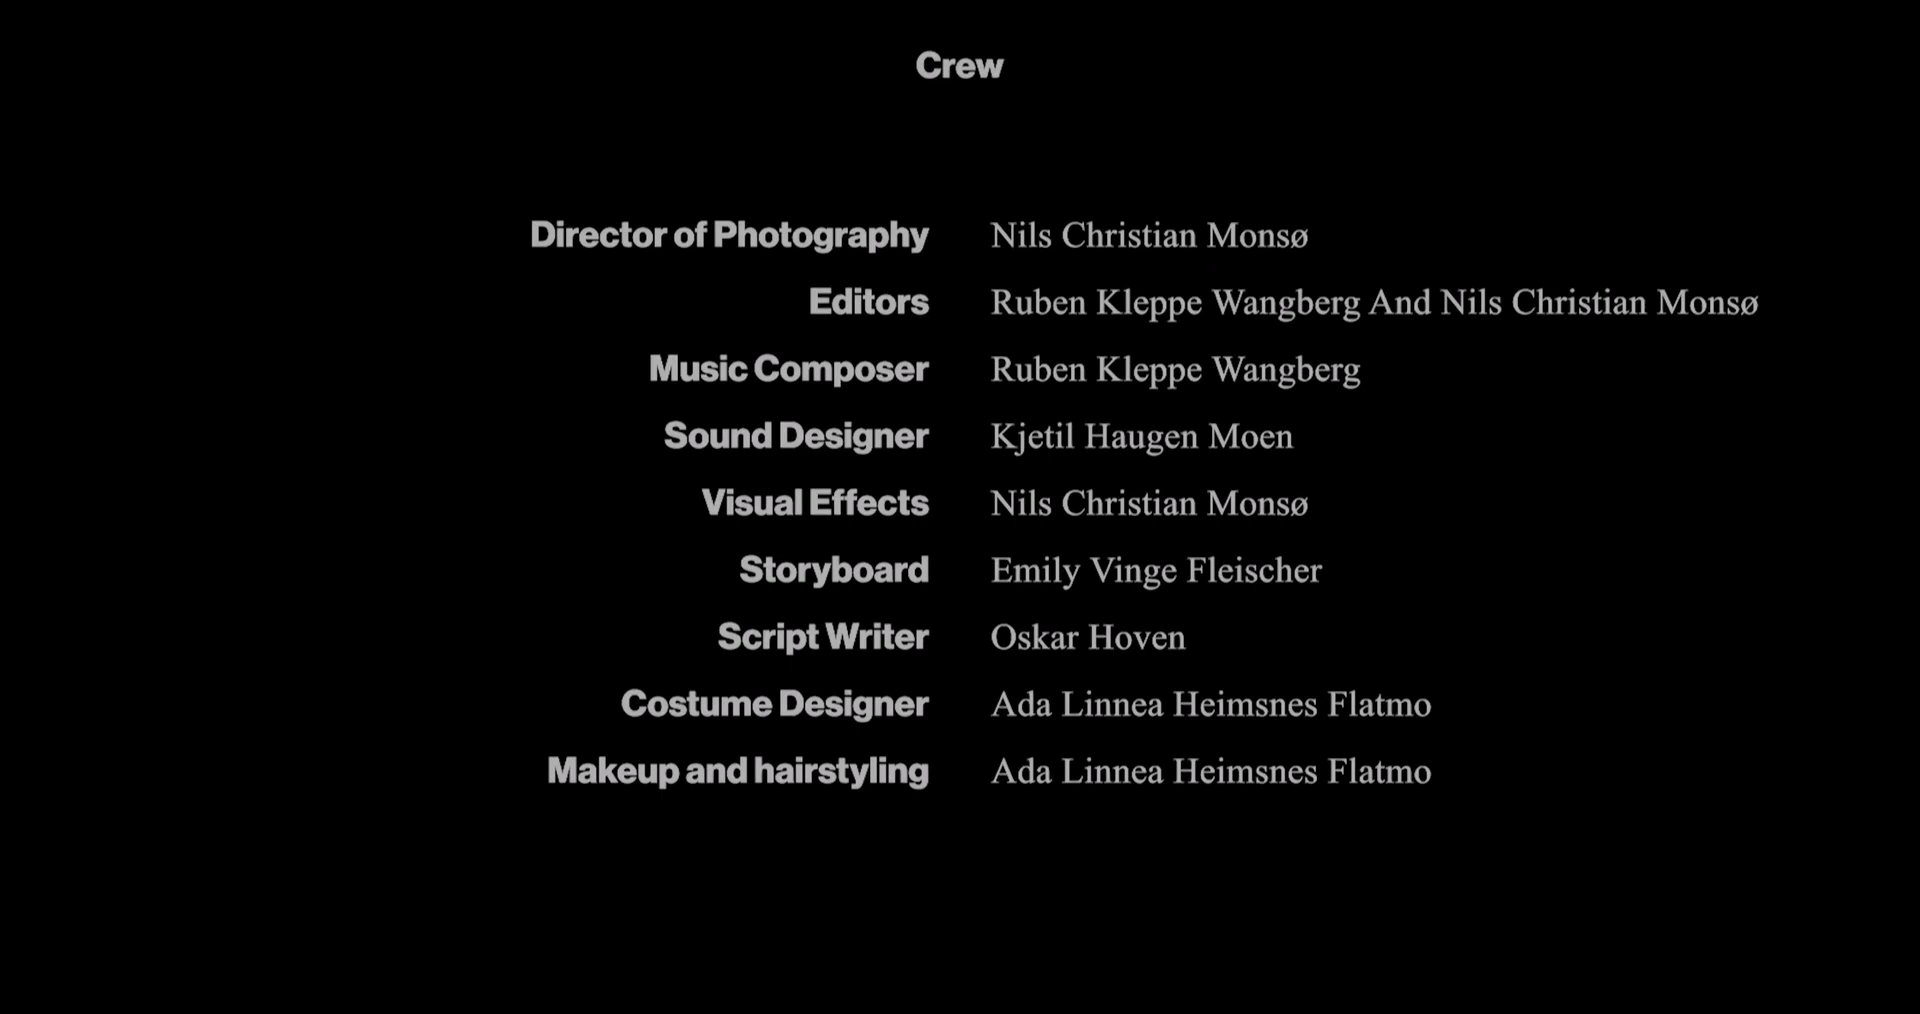 Crew
Director of Photography Nils Christian Monsø
Editors Ruben Kleppe Wangberg And Nils Christian Monsø
Music Composer Ruben Kleppe Wangberg
Sound Designer Kjetil Haugen Moen
Visual Effects Nils Christian Monsø
Storyboard Emily Vinge Fleischer
Script Writer Oskar Hoven
Costume Designer Ada Linnea Heimsnes Flatmo
Makeup and hairstyling Ada Linnea Heimsnes Flatmo